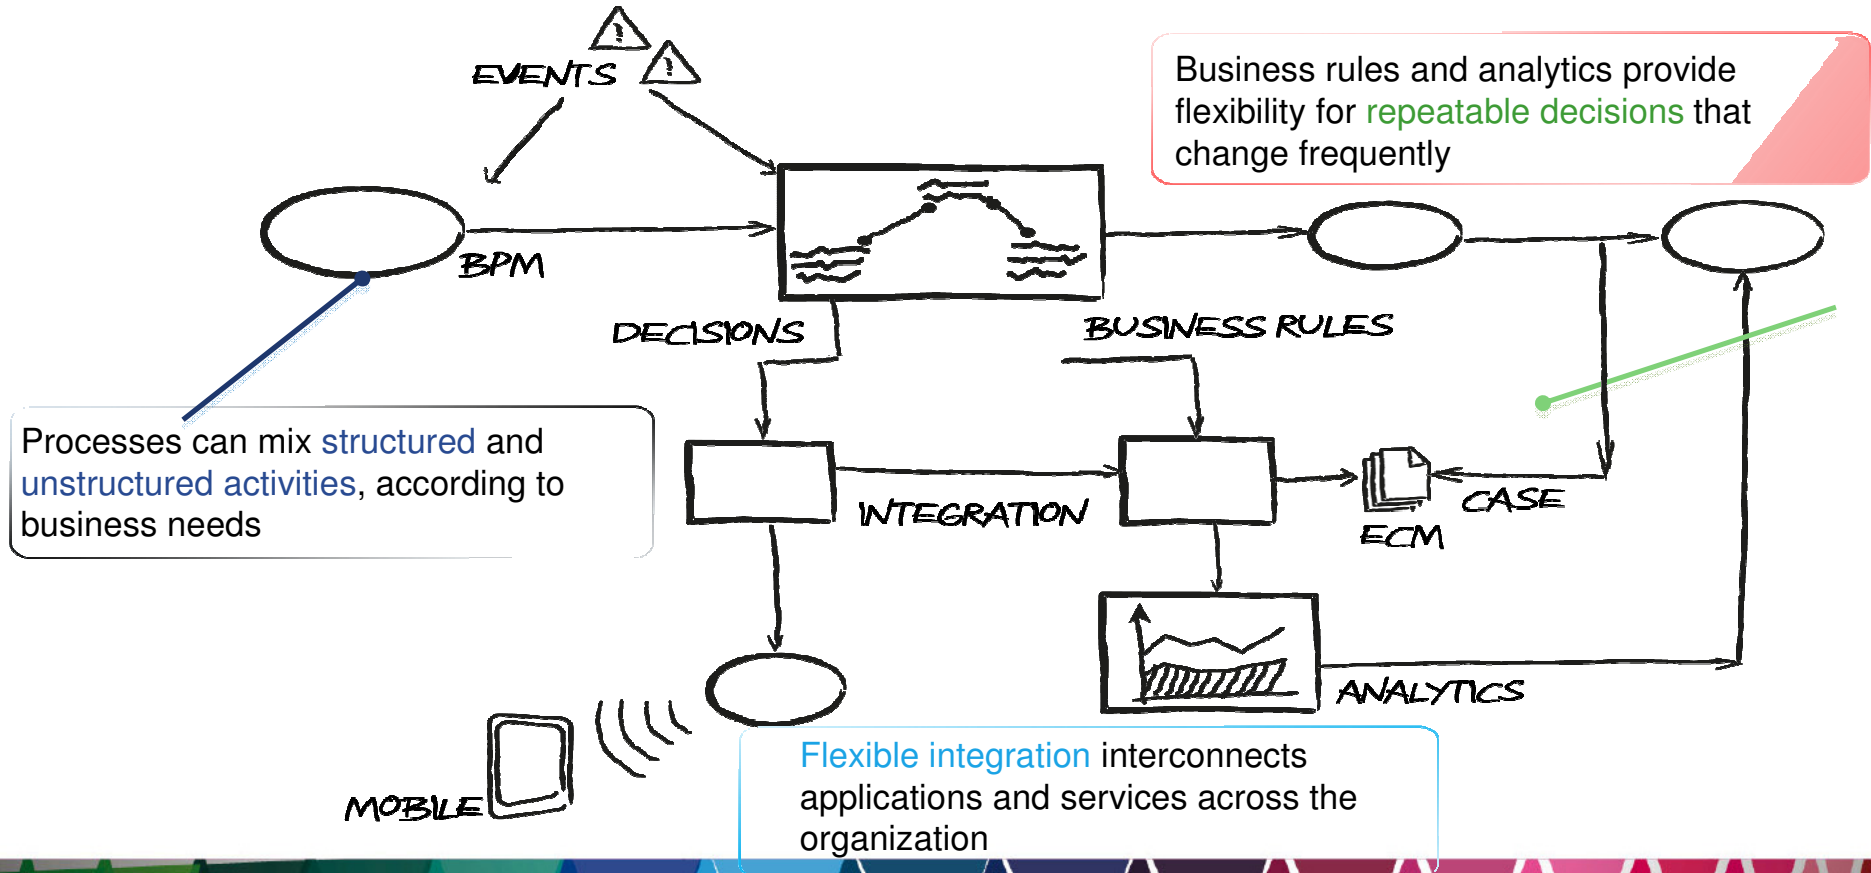 !
!
EVENTS
Business rules and analytics provide
flexibility for repeatable decisions that
change frequently
BPM
DECISIONS
BUSINESS RULES
Processes can mix structured and
unstructured activities, according to
business needs
INTEGRATION
CASE
ECM
ANALYTICS
MOBILE
Flexible integration interconnects
applications and services across the
organization